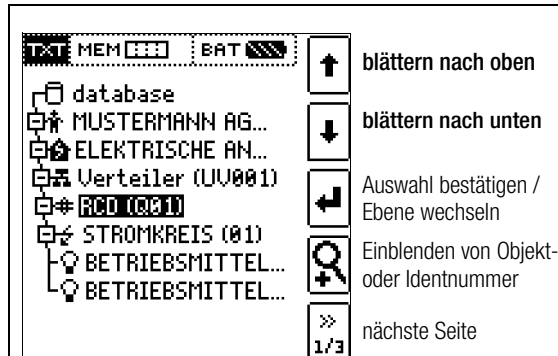 TXT MEM BAT
database
MUSTERMANN AG...
ELEKTRISCHE AN...
Verteiler (UV001)
RCD (Q01)
STROMKREIS (01)
BETRIEBSMITTEL...
BETRIEBSMITTEL...
blättern nach oben
blättern nach unten
Auswahl bestätigen /
Ebene wechseln
Einblenden von Objekt-
oder Identnummer
>>
1/3
nächste Seite